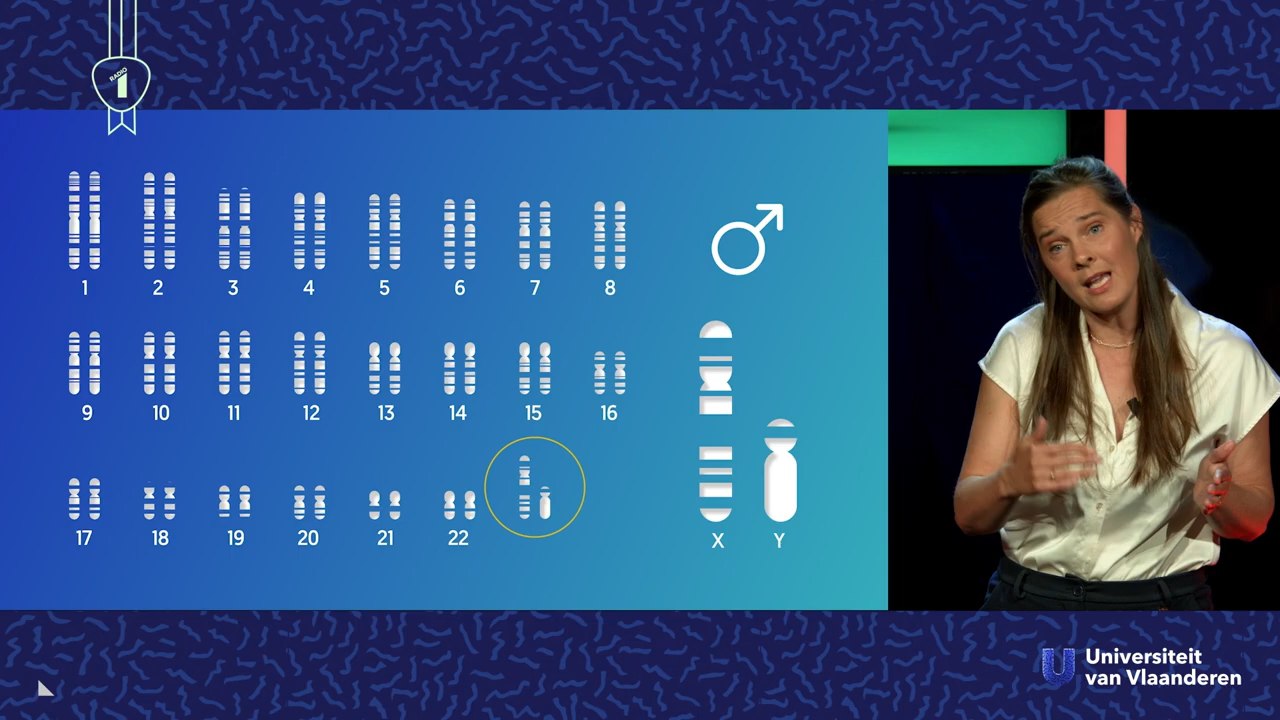 RADIO
1
1 2 3 4 5 6 7 8
9 10 11 12 13 14 15 16
17 18 19 20 21 22
X Y
Universiteit
van Vlaanderen